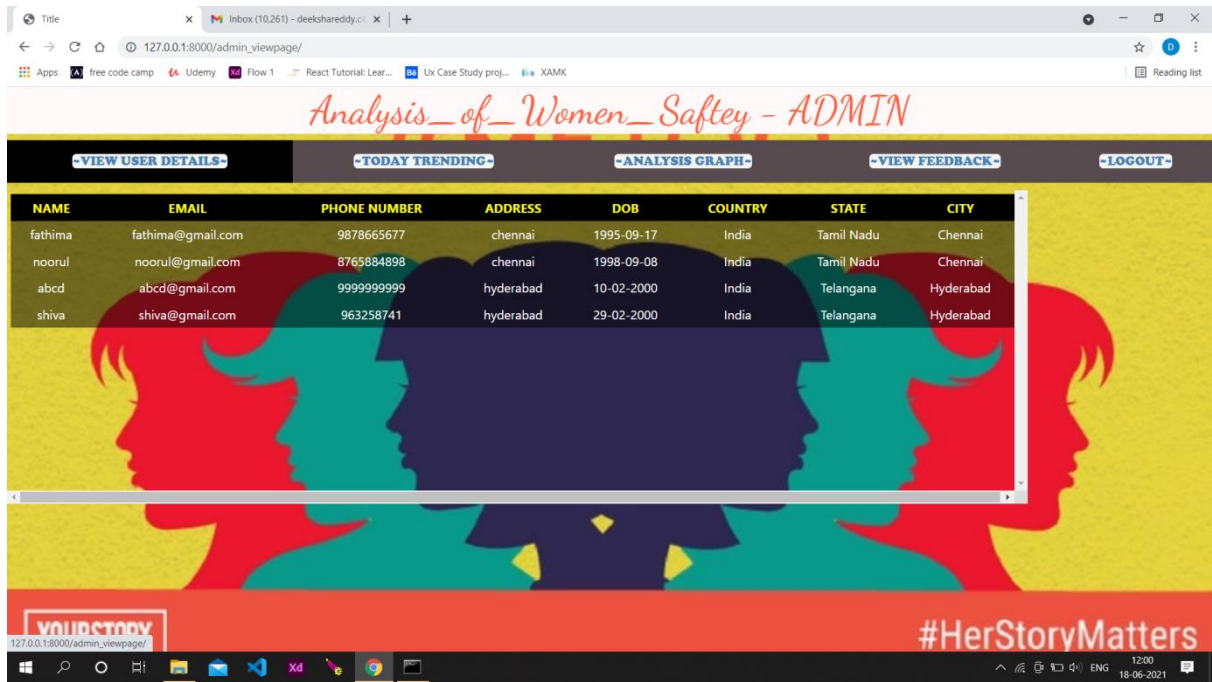 Title
Inbox (10,261) - deekshareddy.c
127.0.0.1:8000/admin_viewpage/
D
Apps free code camp Udemy Xd Flow 1 React Tutorial: Lear... Bē Ux Case Study proj... XAMK Reading list
Analysis_of_Women_Saftey - ADMIN
~VIEW USER DETAILS~ ~TODAY TRENDING~ ~ANALYSIS GRAPH~ ~VIEW FEEDBACK~ ~LOGOUT~
NAME EMAIL PHONE NUMBER ADDRESS DOB COUNTRY STATE CITY
fathima fathima@gmail.com 9878665677 chennai 1995-09-17 India Tamil Nadu Chennai
noorul noorul@gmail.com 8765884898 chennai 1998-09-08 India Tamil Nadu Chennai
abcd abcd@gmail.com 9999999999 hyderabad 10-02-2000 India Telangana Hyderabad
shiva shiva@gmail.com 963258741 hyderabad 29-02-2000 India Telangana Hyderabad
YOURSTORY
#HerStoryMatters
127.0.0.1:8000/admin_viewpage/
Xd
ENG
12:00
18-06-2021